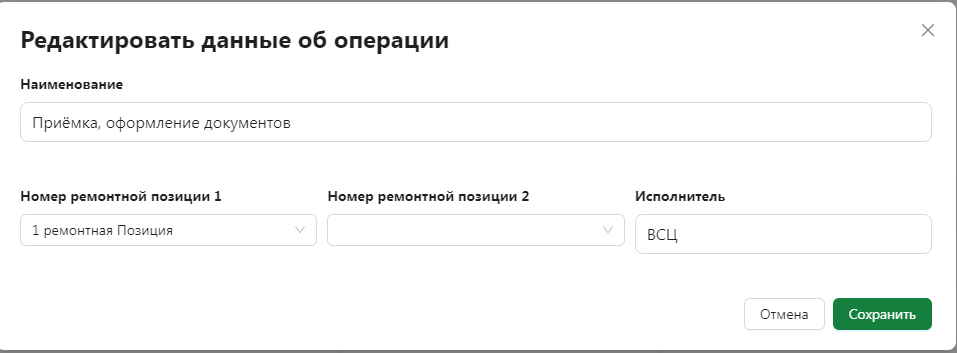 Редактировать данные об операции
Наименование
Приёмка, оформление документов
Номер ремонтной позиции 1
Номер ремонтной позиции 2
Исполнитель
1 ремонтная Позиция
ВСЦ
Отмена
Сохранить